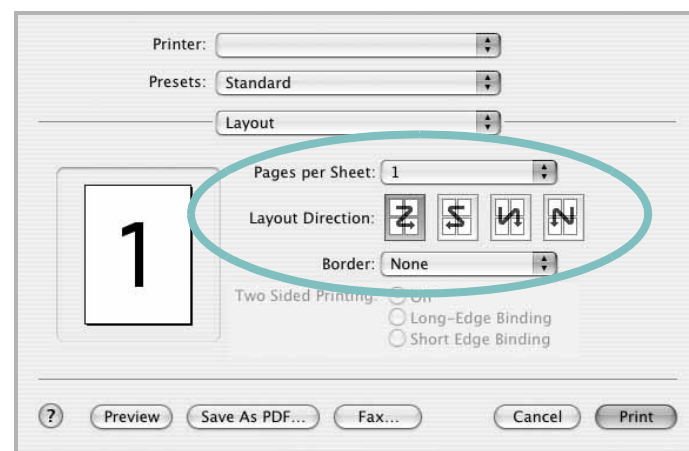 Printer:
Presets: Standard
Layout
Pages per Sheet: 1
Layout Direction:
1
Border: None
Two Sided Printing: Off
Long-Edge Binding
Short Edge Binding
? Preview Save As PDF... Fax... Cancel Print